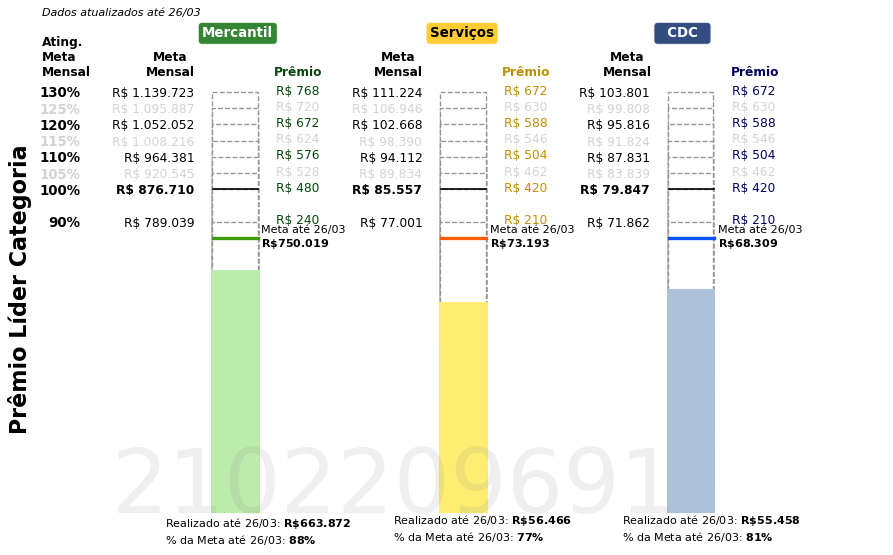 Dados atualizados até 26/03
Mercantil Serviços CDC
Ating. Meta Mensal
Meta Mensal Prêmio Meta Mensal Prêmio Meta Mensal Prêmio
130% R$ 1.139.723 R$ 768 R$ 111.224 R$ 672 R$ 103.801 R$ 672
125% R$ 1.095.887 R$ 720 R$ 106.946 R$ 630 R$ 99.808 R$ 630
120% R$ 1.052.052 R$ 672 R$ 102.668 R$ 588 R$ 95.816 R$ 588
115% R$ 1.008.216 R$ 624 R$ 98.390 R$ 546 R$ 91.824 R$ 546
110% R$ 964.381 R$ 576 R$ 94.112 R$ 504 R$ 87.831 R$ 504
105% R$ 920.545 R$ 528 R$ 89.834 R$ 462 R$ 83.839 R$ 462
100% R$ 876.710 R$ 480 R$ 85.557 R$ 420 R$ 79.847 R$ 420
90% R$ 789.039 R$ 240 R$ 77.001 R$ 210 R$ 71.862 R$ 210
Meta até 26/03 Meta até 26/03 Meta até 26/03
R$750.019 R$73.193 R$68.309
Prêmio Líder Categoria
2102209691
Realizado até 26/03: R$663.872 Realizado até 26/03: R$56.466 Realizado até 26/03: R$55.458
% da Meta até 26/03: 88% % da Meta até 26/03: 77% % da Meta até 26/03: 81%